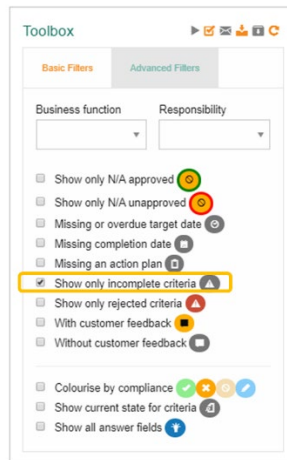 Toolbox
Basic Filters Advanced Filters
Business function Responsibility
Show only N/A approved
Show only N/A unapproved
Missing or overdue target date
Missing completion date
Missing an action plan
Show only incomplete criteria
Show only rejected criteria
With customer feedback
Without customer feedback
Colourise by compliance
Show current state for criteria
Show all answer fields